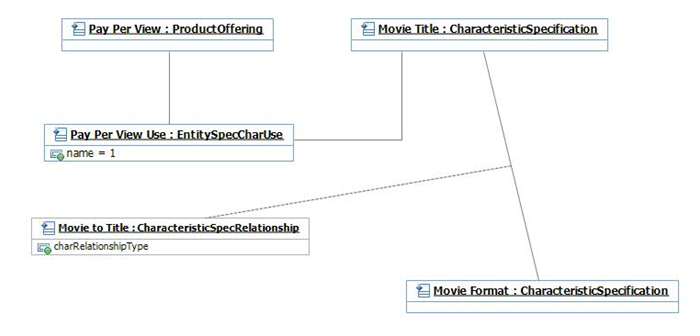 Pay Per View : ProductOffering
Movie Title : CharacteristicSpecification
Pay Per View Use : EntitySpecCharUse
name = 1
Movie to Title : CharacteristicSpecRelationship
charRelationshipType
Movie Format : CharacteristicSpecification